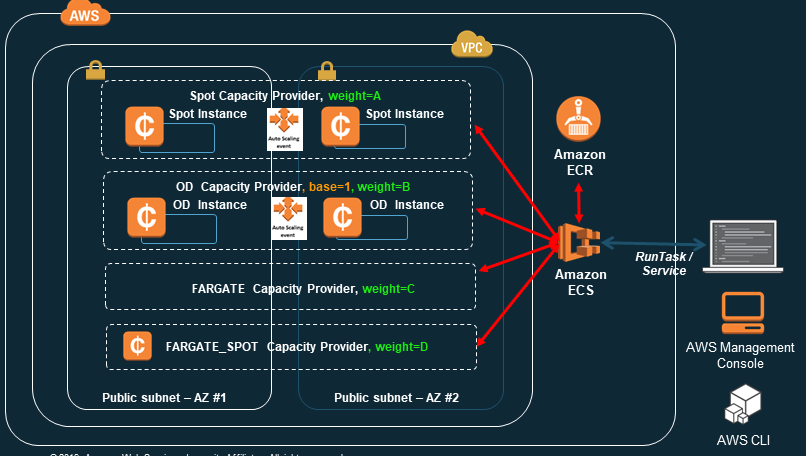 AWS
VPC
Spot Capacity Provider, weight=A
Spot Instance
Auto Scaling
event
Spot Instance
OD Capacity Provider, base=1, weight=B
OD Instance
Auto Scaling
event
OD Instance
FARGATE Capacity Provider, weight=C
FARGATE_SPOT Capacity Provider, weight=D
Public subnet – AZ #1
Public subnet – AZ #2
Amazon
ECR
Amazon
ECS
RunTask /
Service
AWS Management
Console
AWS CLI